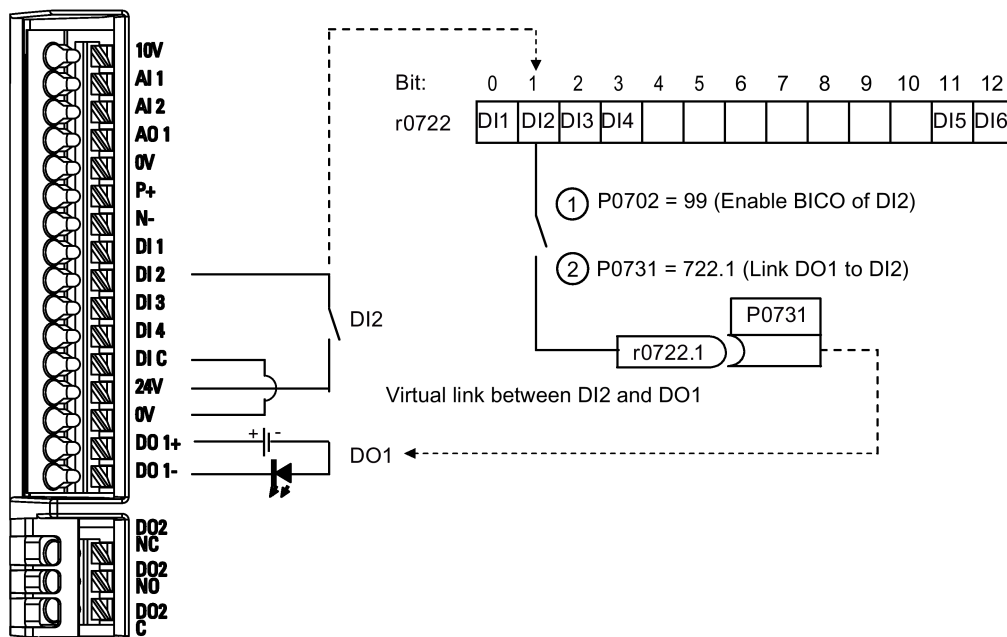 10V
AI 1
AI 2
AO 1
0V
P+
N-
DI 1
DI 2
DI 3
DI 4
DI C
24V
0V
DO 1+
DO 1-
DO2
NC
DO2
NO
DO2
C
DI2
+ -
DO1
Bit: 0 1 2 3 4 5 6 7 8 9 10 11 12
r0722 DI1 DI2 DI3 DI4 DI5 DI6
1 P0702 = 99 (Enable BICO of DI2)
2 P0731 = 722.1 (Link DO1 to DI2)
P0731
r0722.1
Virtual link between DI2 and DO1